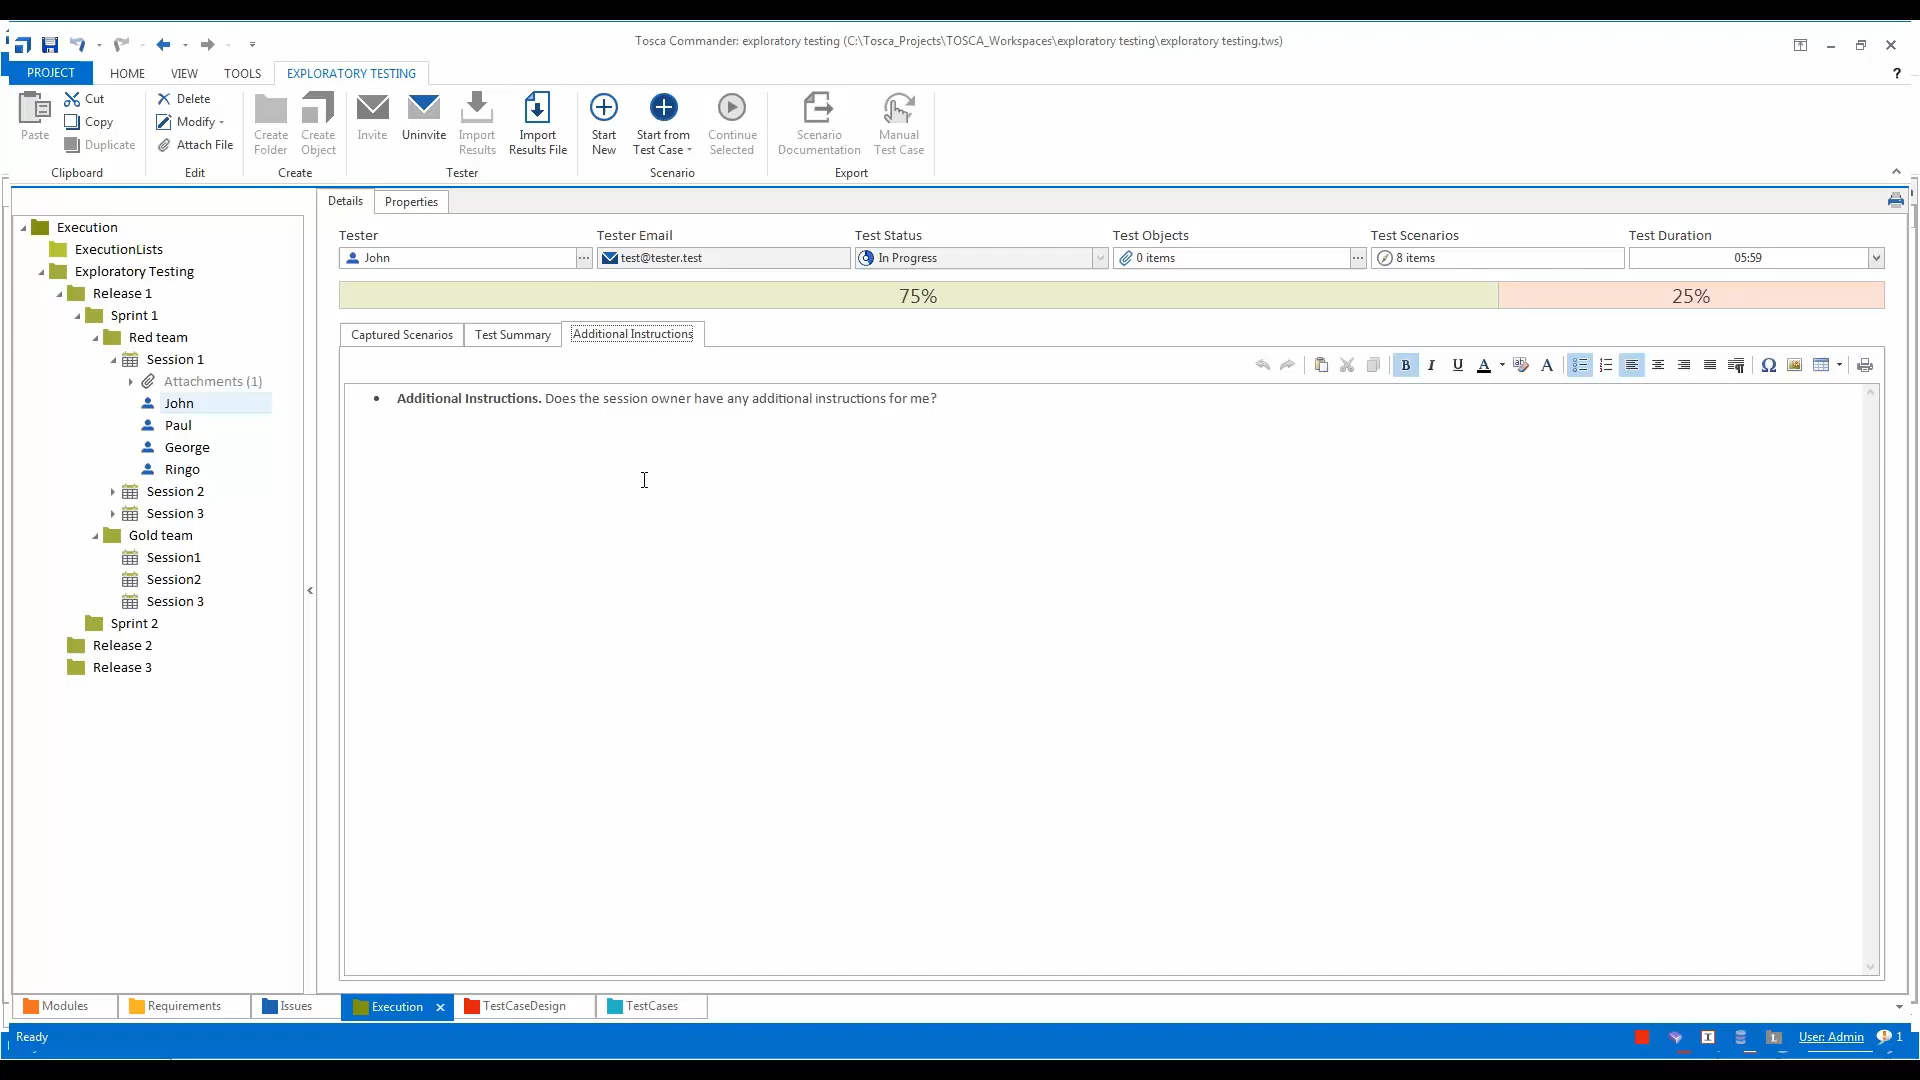 Tosca Commander: exploratory testing (C:\Tosca_Projects\TOSCA_Workspaces\exploratory testing\exploratory testing.tws)
PROJECT HOME VIEW TOOLS EXPLORATORY TESTING ?
Paste Cut Copy Duplicate Clipboard
Delete Modify Attach File Edit
Create Folder Create Object Create
Invite Uninvite Import Results Import Results File Tester
Start New Start from Test Case Continue Selected Scenario
Scenario Documentation Manual Test Case Export
Details Properties
Execution
ExecutionLists
Exploratory Testing
Release 1
Sprint 1
Red team
Session 1
Attachments (1)
John
Paul
George
Ringo
Session 2
Session 3
Gold team
Session1
Session2
Session 3
Sprint 2
Release 2
Release 3
Tester Tester Email Test Status Test Objects Test Scenarios Test Duration
John ... test@tester.test In Progress 0 items ... 8 items 05:59
75% 25%
Captured Scenarios Test Summary Additional Instructions
B I U A A Ω
• Additional Instructions. Does the session owner have any additional instructions for me?
Modules Requirements Issues Execution TestCaseDesign TestCases
Ready User: Admin 1